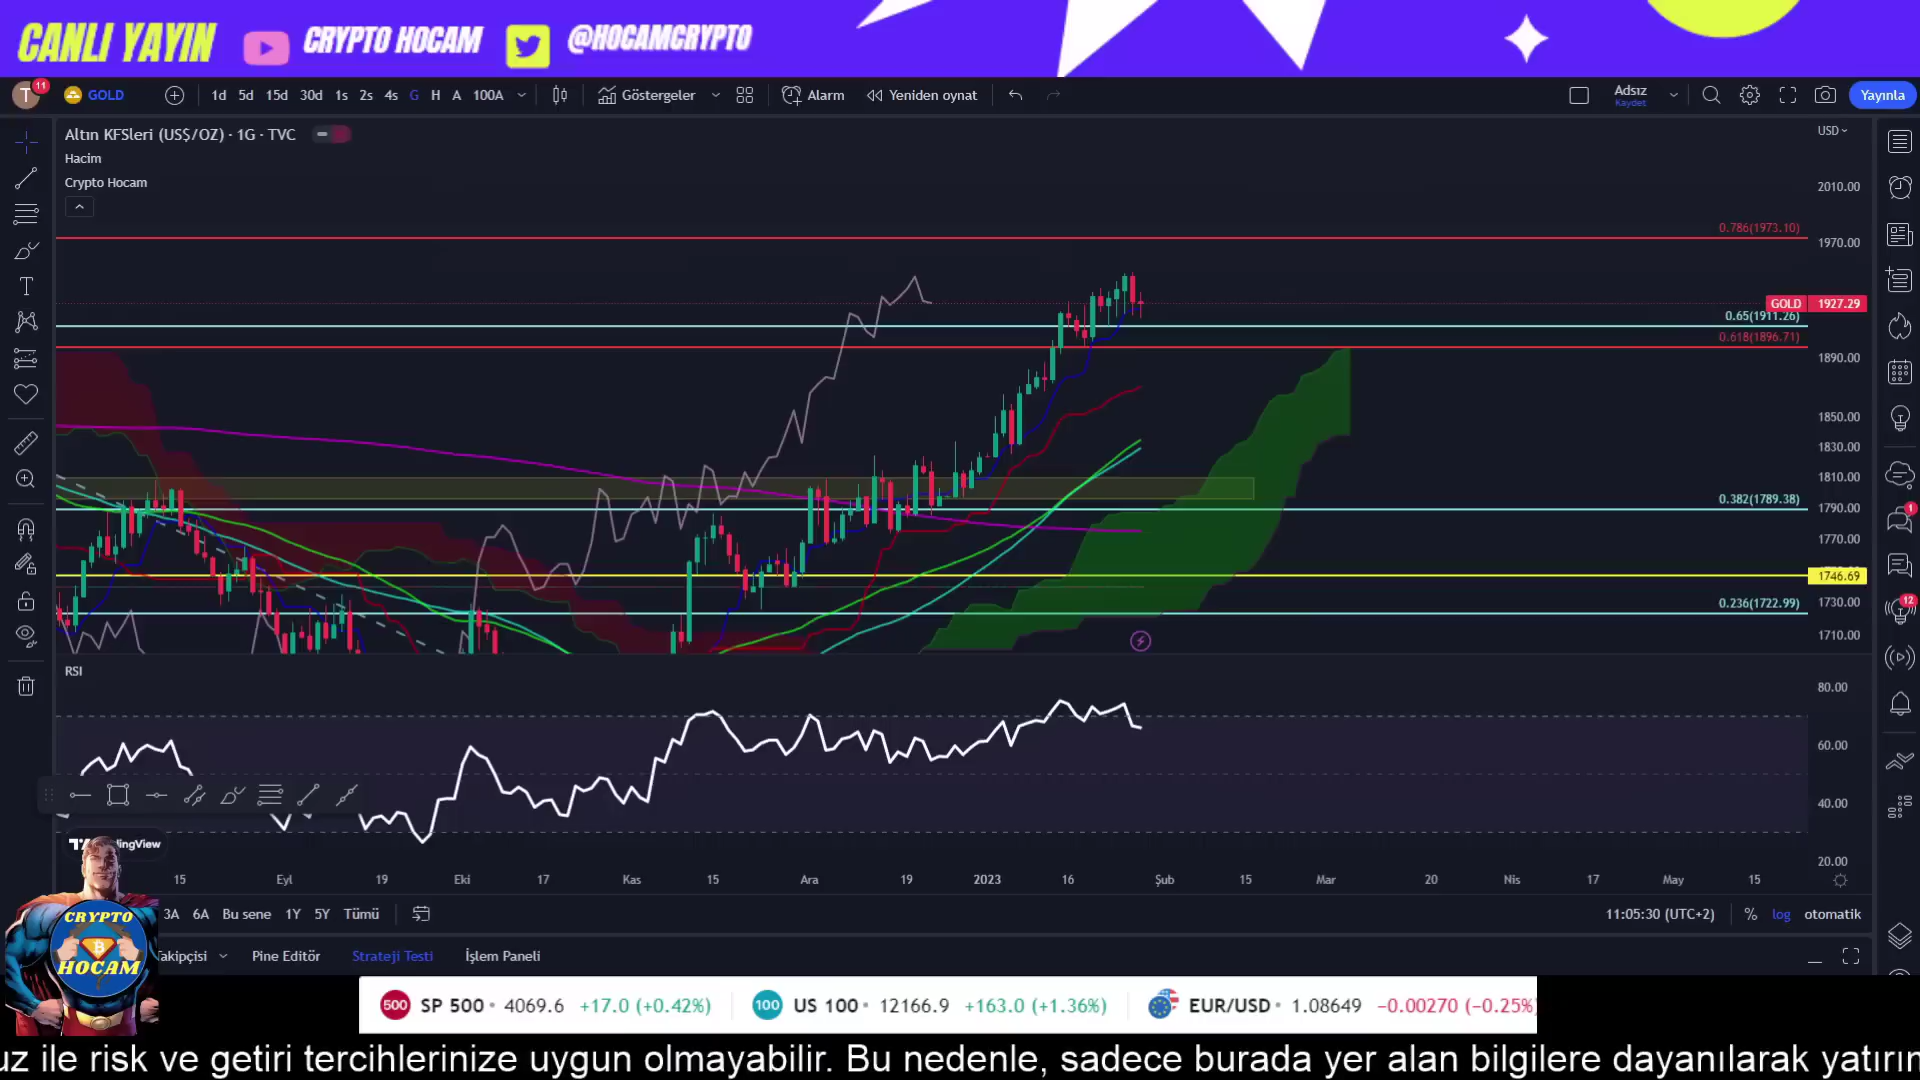 CANLI YAYIN CRYPTO HOCAM @HOCAMCRYPTO
T 11 GOLD 1d 5d 15d 30d 1s 2s 4s G H A 100A Göstergeler Alarm Yeniden oynat Adsız Kaydet Yayınla
Altın KFSleri (US$/OZ) · 1G · TVC
USD
Hacim
Crypto Hocam
2010.00
0.786(1973.10)
1970.00
GOLD 1927.29
0.65(1911.26)
0.618(1896.71)
1890.00
1850.00
1830.00
1810.00
0.382(1789.38)
1790.00
1770.00
1746.69
0.236(1722.99)
1730.00
1710.00
1
12
RSI
80.00
60.00
40.00
20.00
15 Eyl 19 Eki 17 Kas 15 Ara 19 2023 16 Şub 15 Mar 20 Nis 17 May 15
3A 6A Bu sene 1Y 5Y Tümü 11:05:30 (UTC+2) % log otomatik
Takipçisi Pine Editör Strateji Testi İşlem Paneli
CRYPTO
HOCAM
500 SP 500 • 4069.6 +17.0 (+0.42%) 100 US 100 • 12166.9 +163.0 (+1.36%) EUR/USD • 1.08649 −0.00270 (−0.25%
uz ile risk ve getiri tercihlerinize uygun olmayabilir. Bu nedenle, sadece burada yer alan bilgilere dayanılarak yatırın